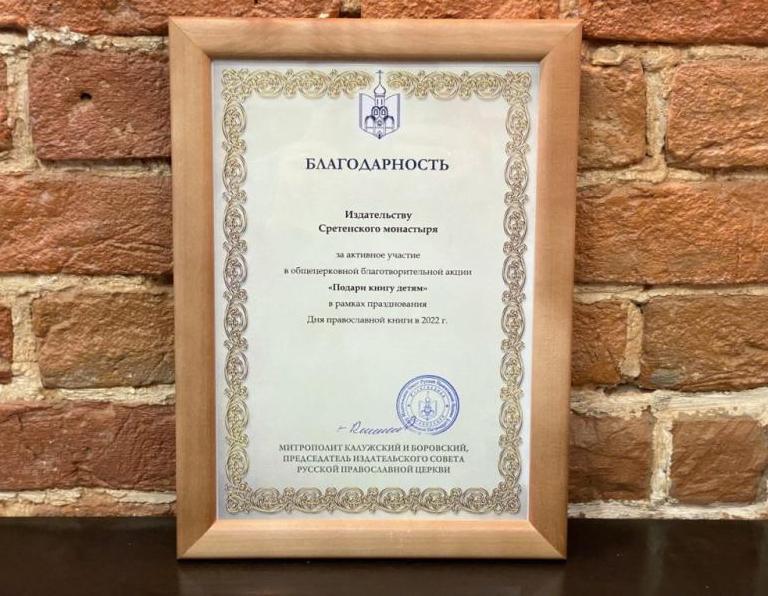 БЛАГОДАРНОСТЬ
Издательству
Сретенского монастыря
за активное участие
в общецерковной благотворительной акции
«Подари книгу детям»
в рамках празднования
Дня православной книги в 2022 г.
МИТРОПОЛИТ КАЛУЖСКИЙ И БОРОВСКИЙ,
ПРЕДСЕДАТЕЛЬ ИЗДАТЕЛЬСКОГО СОВЕТА
РУССКОЙ ПРАВОСЛАВНОЙ ЦЕРКВИ